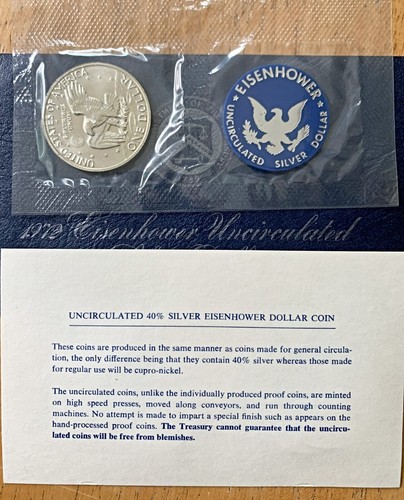 UNITED STATES OF AMERICA
ONE DOLLAR
EISENHOWER
UNCIRCULATED SILVER DOLLAR
1972 Eisenhower Uncirculated
UNCIRCULATED 40% SILVER EISENHOWER DOLLAR COIN
These coins are produced in the same manner as coins made for general circula-
tion, the only difference being that they contain 40% silver whereas those made
for regular use will be cupro-nickel.
The uncirculated coins, unlike the individually produced proof coins, are minted
on high speed presses, moved along conveyors, and run through counting
machines. No attempt is made to impart a special finish such as appears on the
hand-processed proof coins. The Treasury cannot guarantee that the uncircu-
lated coins will be free from blemishes.